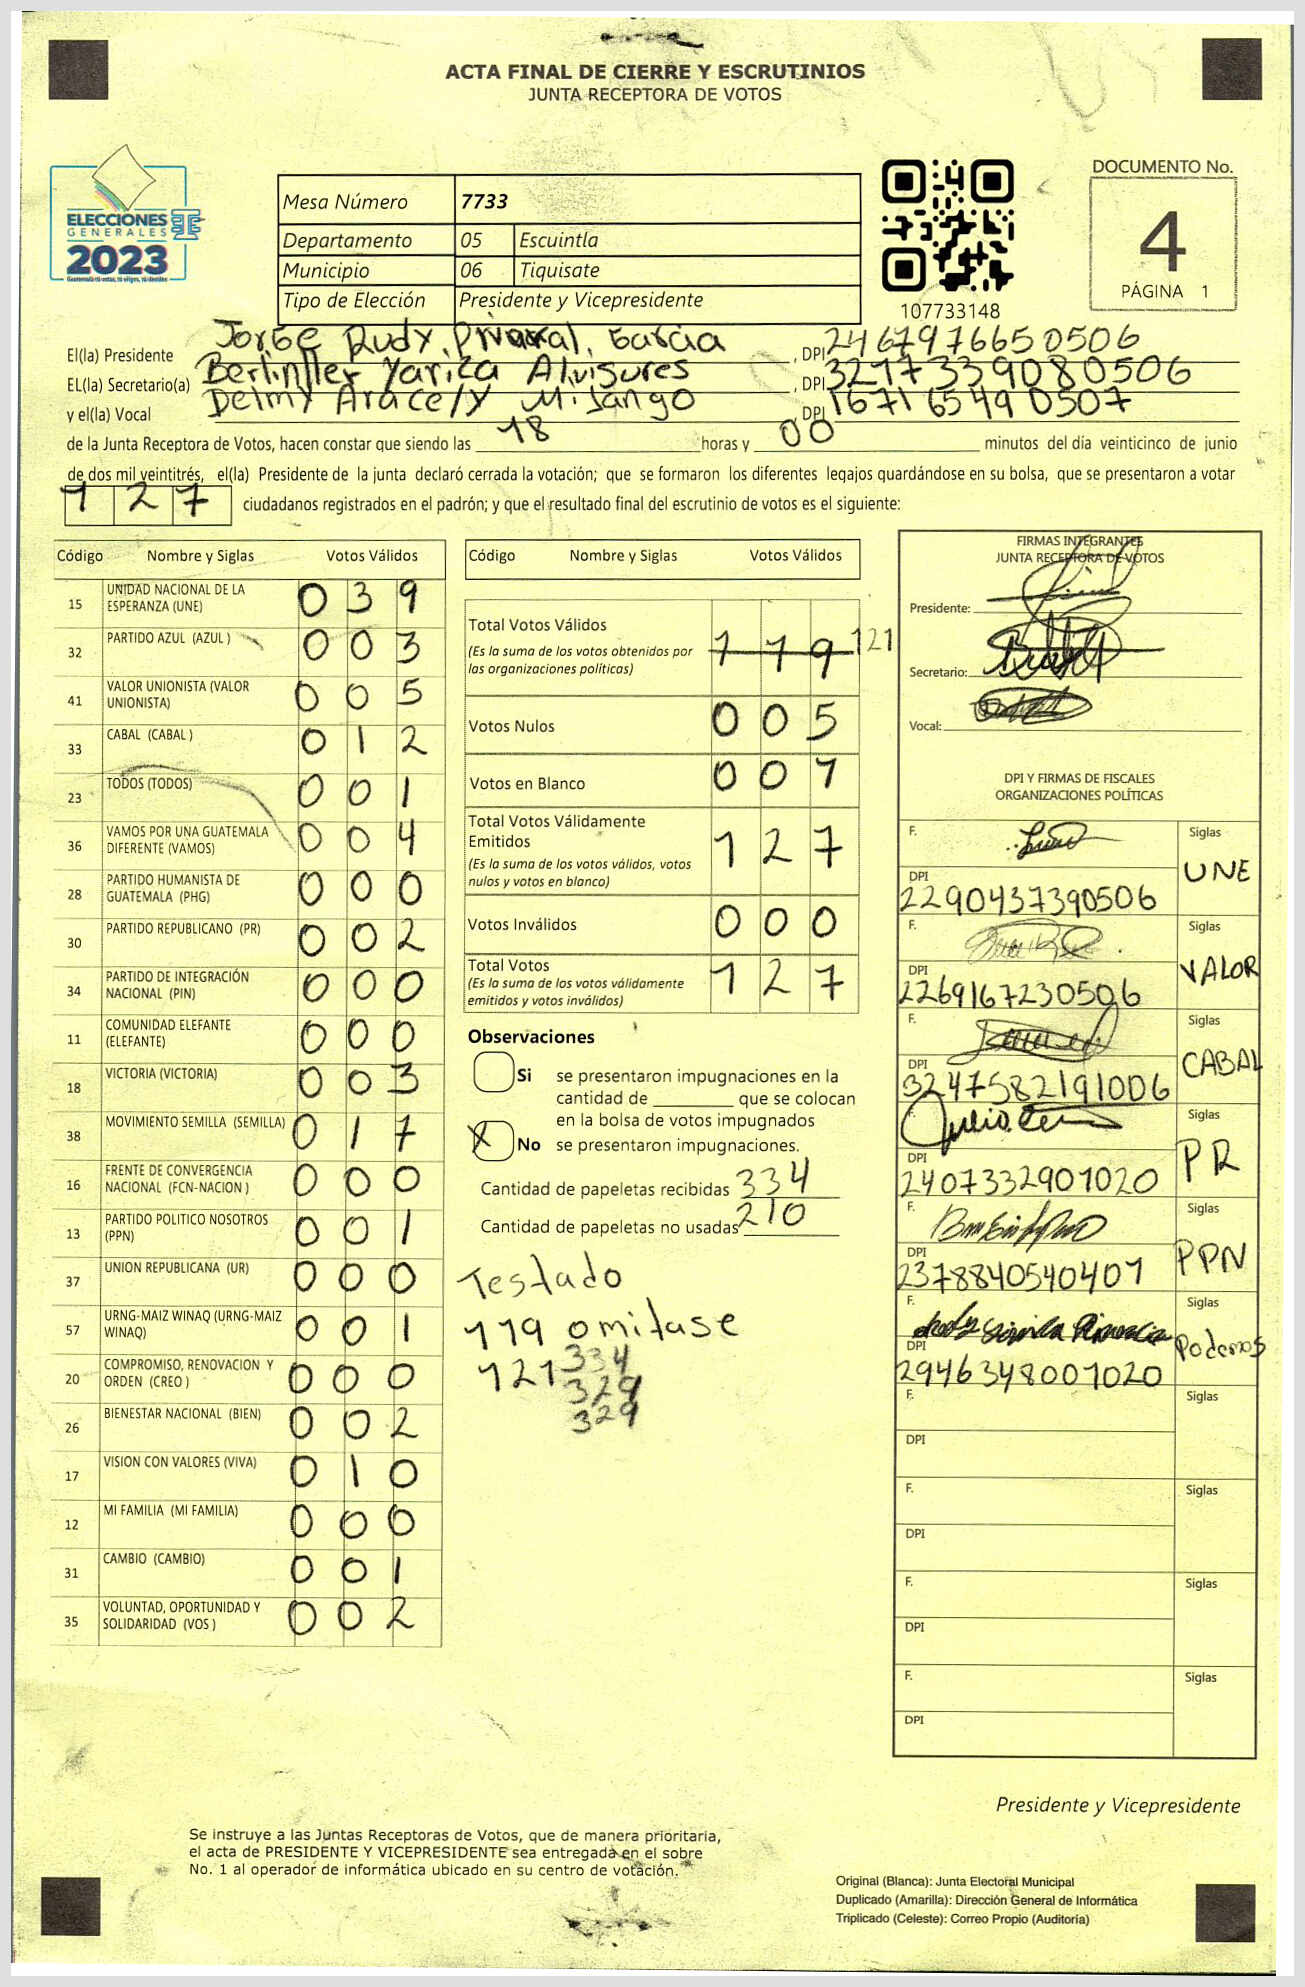 ACTA FINAL DE CIERRE Y ESCRUTINIOS
JUNTA RECEPTORA DE VOTOS
ELECCIONES
GENERALES
2023
Mesa Número 7733
Departamento 05 Escuintla
Municipio 06 Tiquisate
Tipo de Elección Presidente y Vicepresidente
107733148
DOCUMENTO No.
4
PÁGINA 1
El(la) Presidente Jorge Rudy García , DPI 2467976650506
EL(la) Secretario(a) Yariza Alvisures , DPI 3217339080506
y el(la) Vocal Delmy Aracely Mijango , DPI 1671654990507
de la Junta Receptora de Votos, hacen constar que siendo las 18 horas y 00 minutos del día veinticinco de junio
de dos mil veintitrés, el(la) Presidente de la junta declaró cerrada la votación; que se formaron los diferentes legajos quardándose en su bolsa, que se presentaron a votar
127 ciudadanos registrados en el padrón; y que el resultado final del escrutinio de votos es el siguiente:
Código Nombre y Siglas Votos Válidos
15 UNIDAD NACIONAL DE LA ESPERANZA (UNE) 0 3 9
32 PARTIDO AZUL (AZUL ) 0 0 3
41 VALOR UNIONISTA (VALOR UNIONISTA) 0 0 5
33 CABAL (CABAL ) 0 1 2
23 TODOS (TODOS) 0 0 1
36 VAMOS POR UNA GUATEMALA DIFERENTE (VAMOS) 0 0 4
28 PARTIDO HUMANISTA DE GUATEMALA (PHG) 0 0 0
30 PARTIDO REPUBLICANO (PR) 0 0 2
34 PARTIDO DE INTEGRACIÓN NACIONAL (PIN) 0 0 0
11 COMUNIDAD ELEFANTE (ELEFANTE) 0 0 0
18 VICTORIA (VICTORIA) 0 0 3
38 MOVIMIENTO SEMILLA (SEMILLA) 0 1 7
16 FRENTE DE CONVERGENCIA NACIONAL (FCN-NACION ) 0 0 0
13 PARTIDO POLITICO NOSOTROS (PPN) 0 0 1
37 UNION REPUBLICANA (UR) 0 0 0
57 URNG-MAIZ WINAQ (URNG-MAIZ WINAQ) 0 0 1
20 COMPROMISO, RENOVACION Y ORDEN (CREO ) 0 0 0
26 BIENESTAR NACIONAL (BIEN) 0 0 2
17 VISION CON VALORES (VIVA) 0 1 0
12 MI FAMILIA (MI FAMILIA) 0 0 0
31 CAMBIO (CAMBIO) 0 0 1
35 VOLUNTAD, OPORTUNIDAD Y SOLIDARIDAD (VOS ) 0 0 2
Código Nombre y Siglas Votos Válidos
Total Votos Válidos 1 1 9 121
(Es la suma de los votos obtenidos por
las organizaciones políticas)
Votos Nulos 0 0 5
Votos en Blanco 0 0 1
Total Votos Válidamente
Emitidos 1 2 7
(Es la suma de los votos válidos, votos
nulos y votos en blanco)
Votos Inválidos 0 0 0
Total Votos 1 2 7
(Es la suma de los votos válidamente
emitidos y votos inválidos)
Observaciones
Si se presentaron impugnaciones en la
cantidad de ________ que se colocan
en la bolsa de votos impugnados
X No se presentaron impugnaciones.
Cantidad de papeletas recibidas 334
Cantidad de papeletas no usadas 210
Testado
119 omitase
121 334
329
329
FIRMAS INTEGRANTES
JUNTA RECEPTORA DE VOTOS
Presidente:
Secretario:
Vocal:
DPI Y FIRMAS DE FISCALES
ORGANIZACIONES POLÍTICAS
F. Siglas UNE
DPI 2290437390506
F. Siglas VALOR
DPI 2269167230506
F. Siglas CABAL
DPI 3247582191006
F. Siglas PR
DPI 2407332901020
F. Siglas PPN
DPI 2378840540401
F. Siglas Podemos
DPI 2946348001020
F. Siglas
DPI
F. Siglas
DPI
F. Siglas
DPI
F. Siglas
DPI
Presidente y Vicepresidente
Se instruye a las Juntas Receptoras de Votos, que de manera prioritaria,
el acta de PRESIDENTE Y VICEPRESIDENTE sea entregada en el sobre
No. 1 al operador de informática ubicado en su centro de votación.
Original (Blanca): Junta Electoral Municipal
Duplicado (Amarilla): Dirección General de Informática
Triplicado (Celeste): Correo Propio (Auditoría)